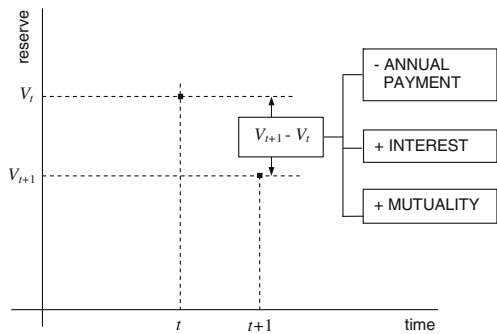 reserve
V_t
V_{t+1}
V_{t+1} - V_t
- ANNUAL
PAYMENT
+ INTEREST
+ MUTUALITY
t
t+1
time